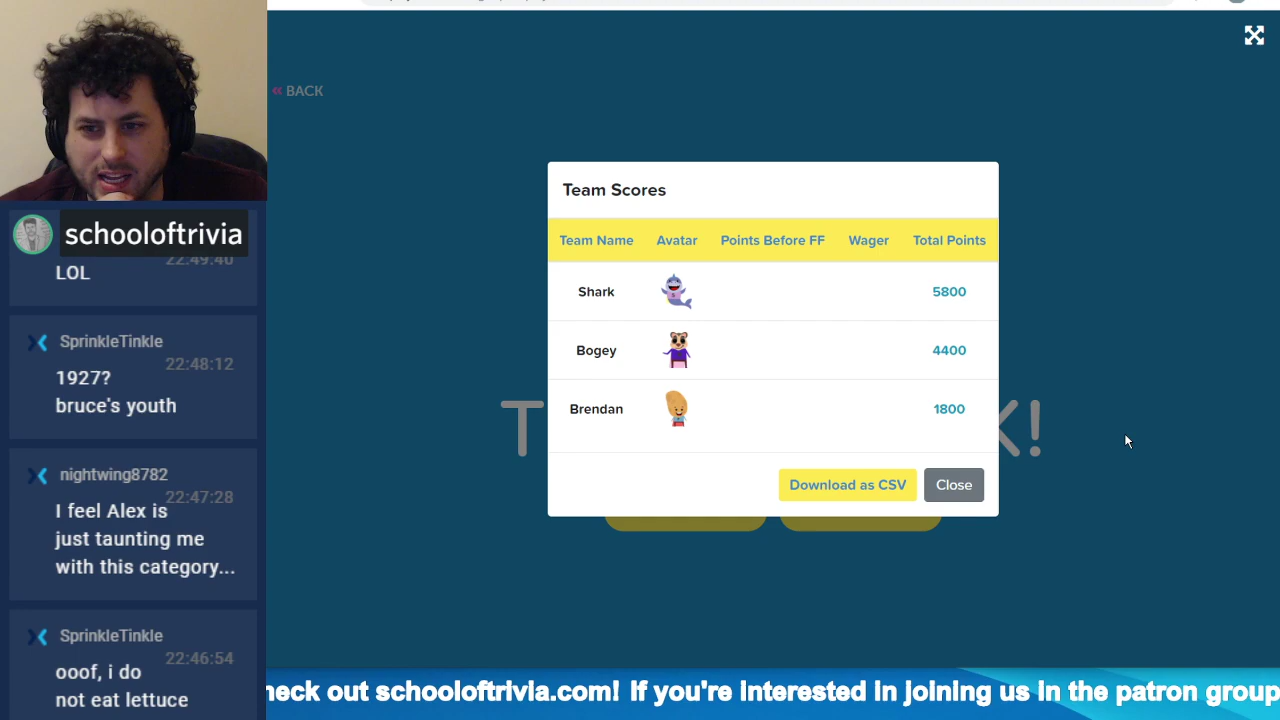 « BACK
schooloftrivia
22:49:40
LOL
SprinkleTinkle
22:48:12
1927?
bruce's youth
nightwing8782
22:47:28
I feel Alex is
just taunting me
with this category...
SprinkleTinkle
22:46:54
ooof, i do
not eat lettuce
Team Scores
Team Name Avatar Points Before FF Wager Total Points
Shark 5800
Bogey 4400
Brendan 1800
Download as CSV Close
heck out schooloftrivia.com! If you're interested in joining us in the patron group